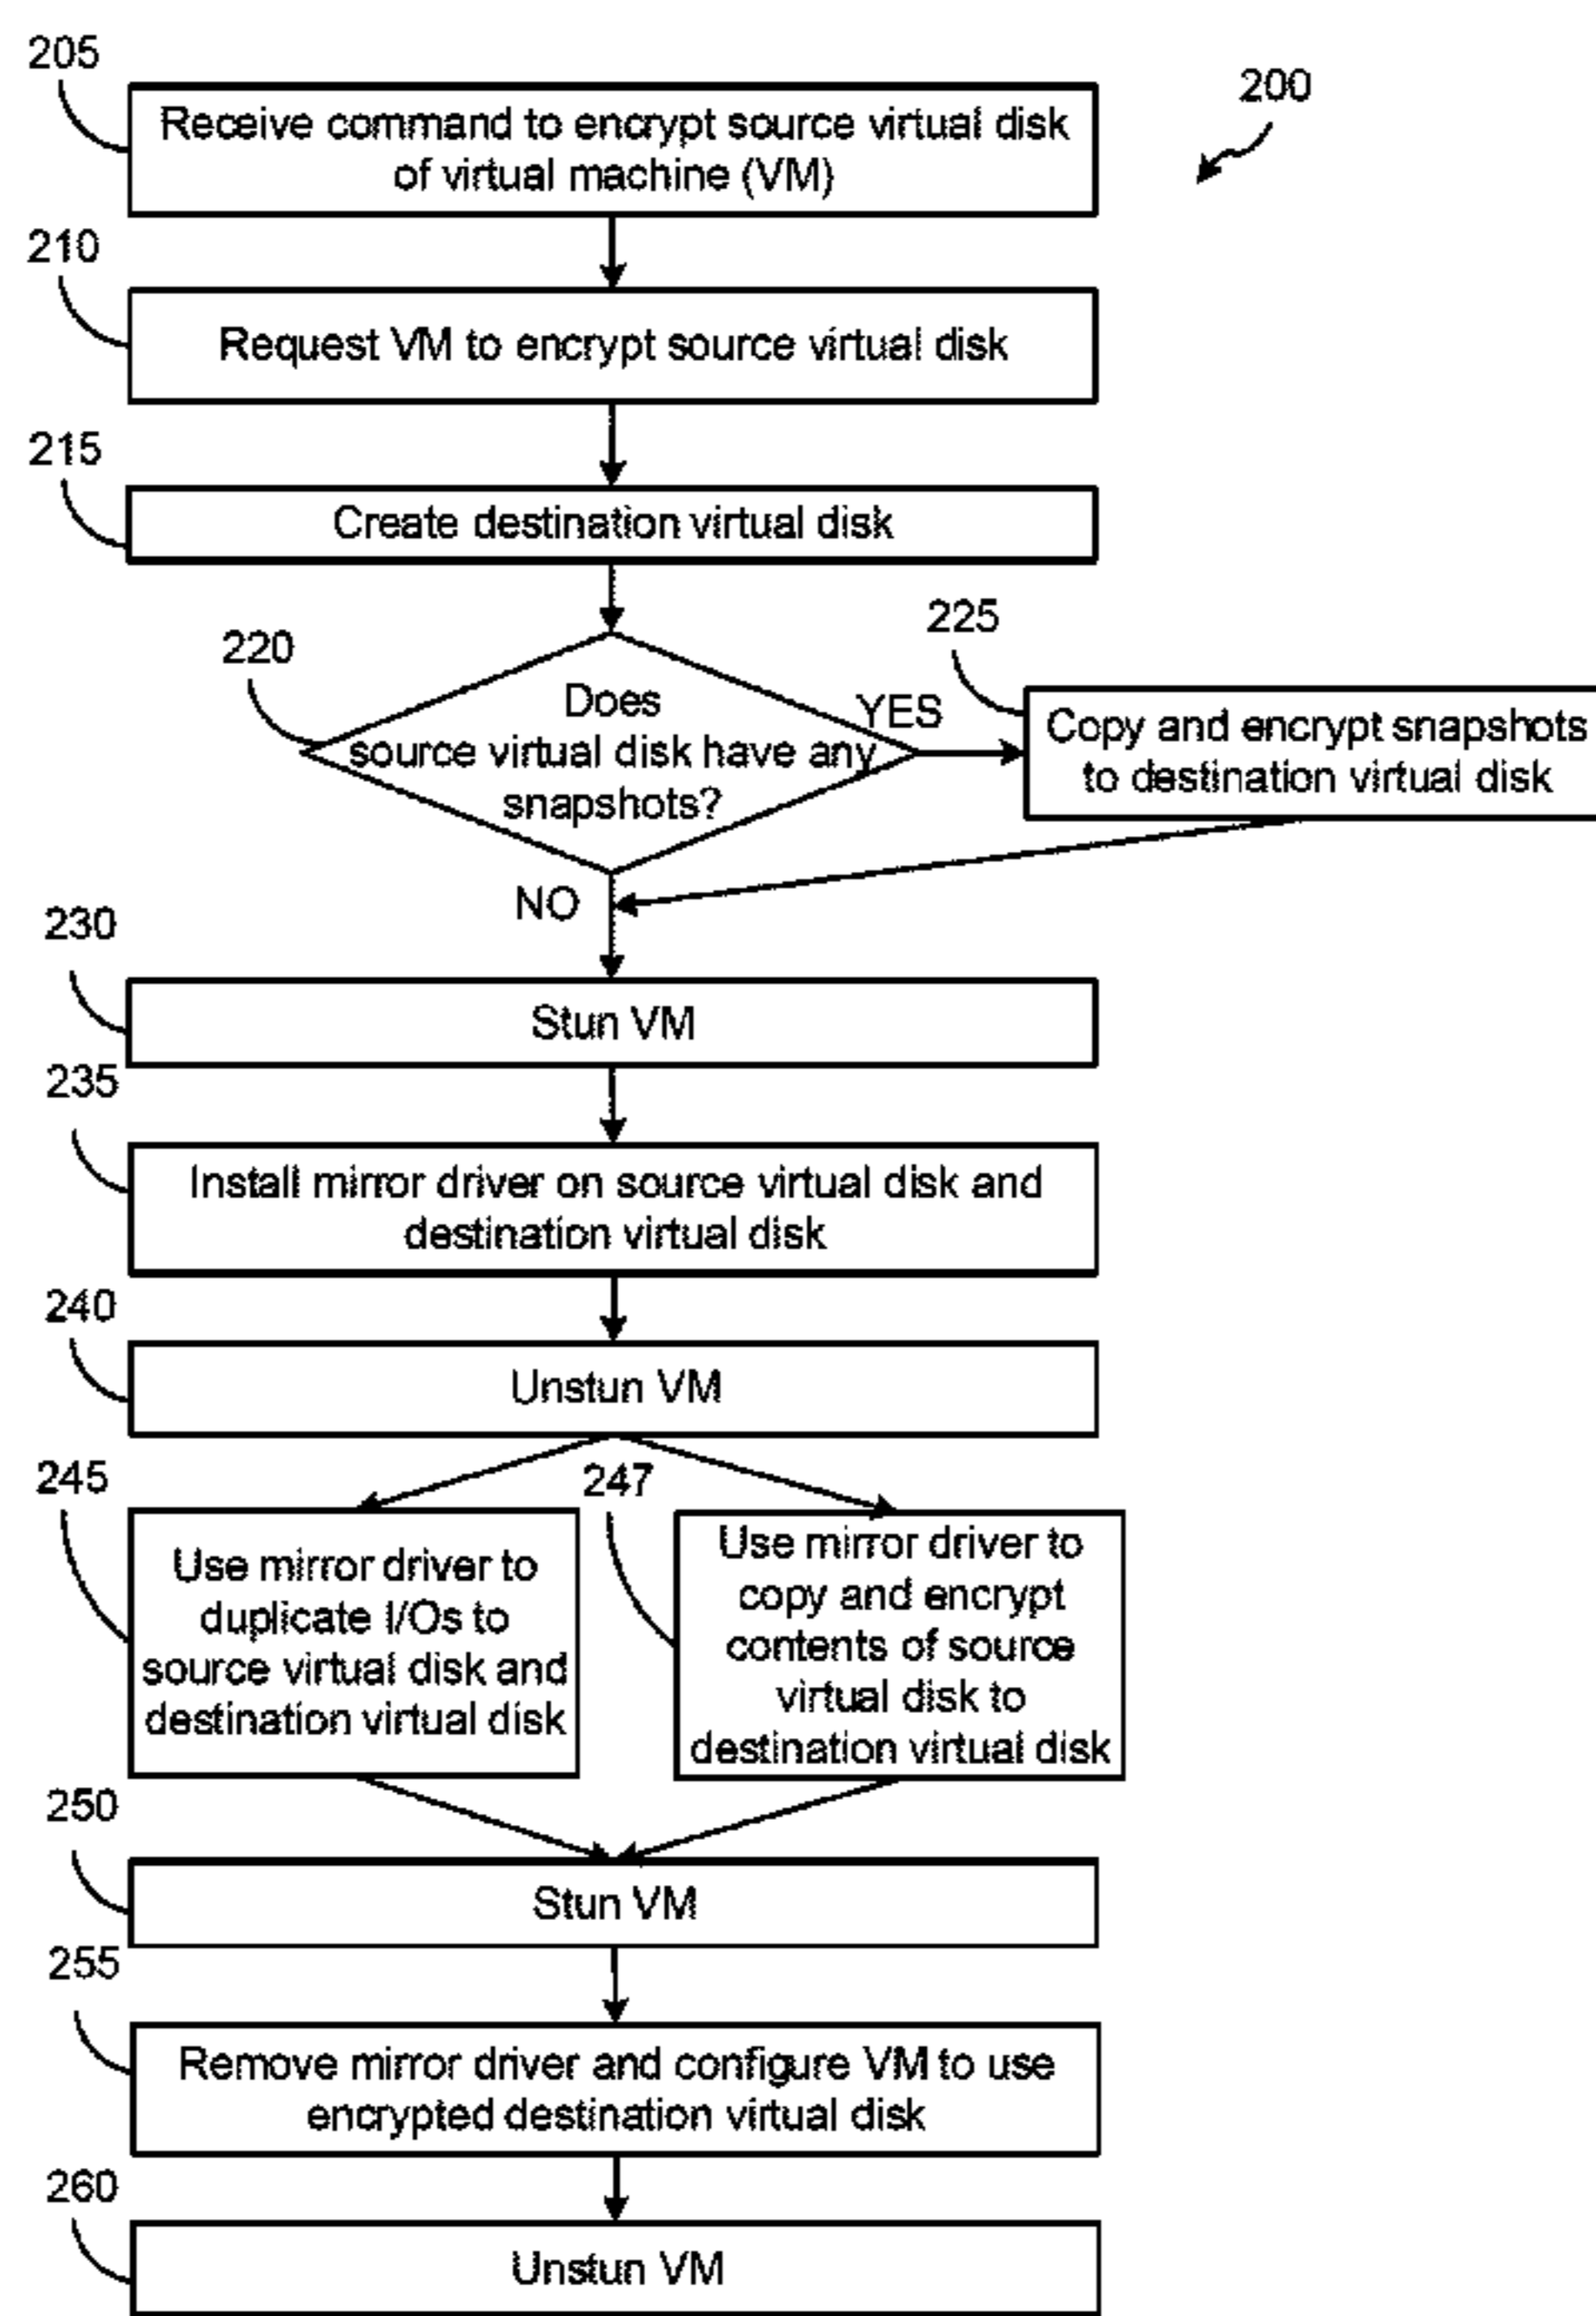 205
200
Receive command to encrypt source virtual disk
of virtual machine (VM)
210
Request VM to encrypt source virtual disk
215
Create destination virtual disk
220
Does
source virtual disk have any
snapshots?
YES
225
Copy and encrypt snapshots
to destination virtual disk
NO
230
Stun VM
235
Install mirror driver on source virtual disk and
destination virtual disk
240
Unstun VM
245
Use mirror driver to
duplicate I/Os to
source virtual disk and
destination virtual disk
247
Use mirror driver to
copy and encrypt
contents of source
virtual disk to
destination virtual disk
250
Stun VM
255
Remove mirror driver and configure VM to use
encrypted destination virtual disk
260
Unstun VM